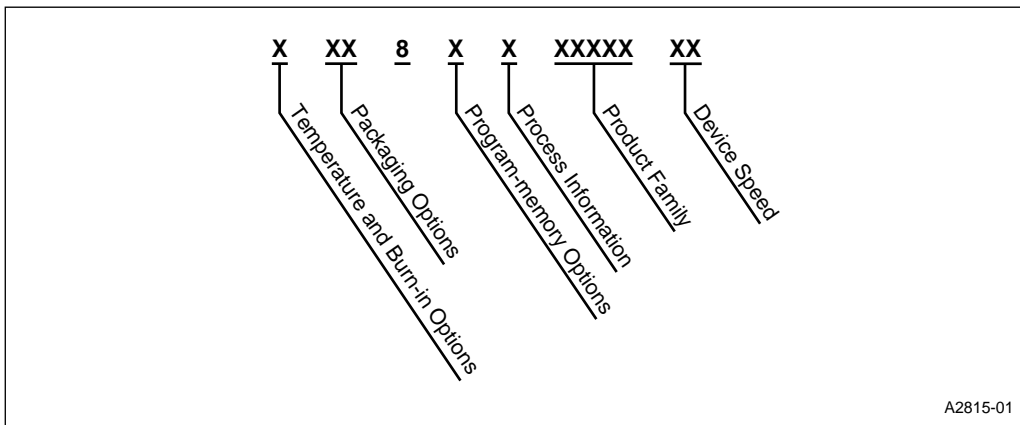 X XX 8 X X XXXXX XX
Temperature and Burn-in Options
Packaging Options
Program-memory Options
Process Information
Product Family
Device Speed
A2815-01